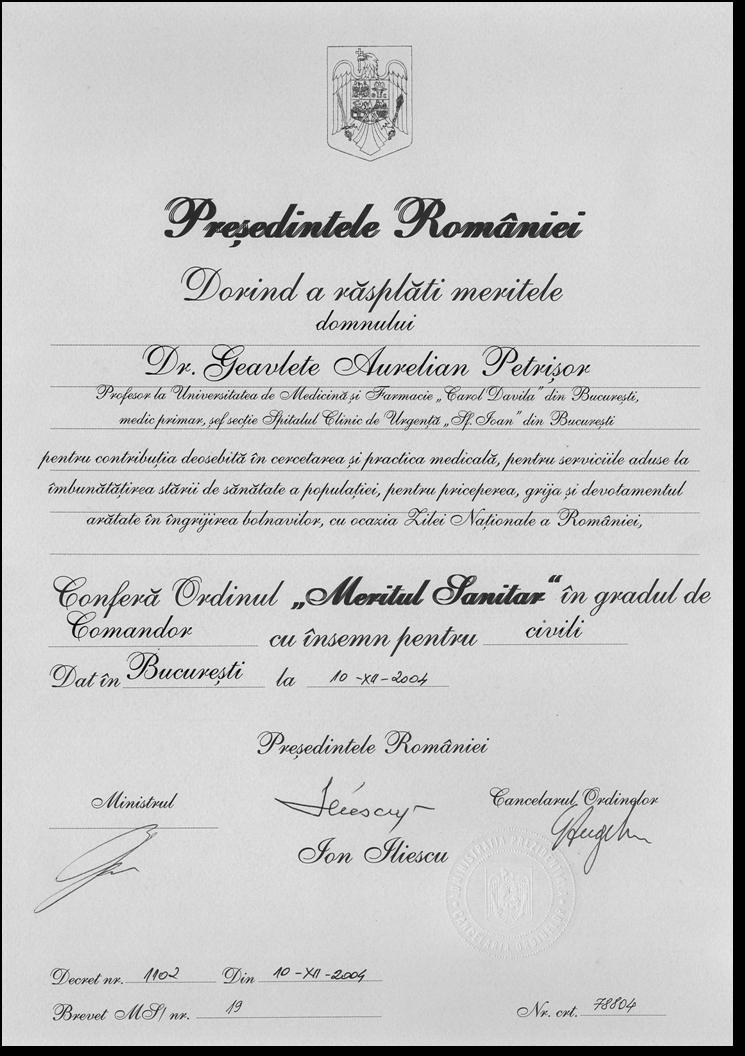 Președintele României
Dorind a răsplăti meritele
domnului
Dr. Geavlete Aurelian Petrișor
Profesor la Universitatea de Medicină și Farmacie „Carol Davila” din București,
medic primar, șef secție Spitalul Clinic de Urgență „Sf. Ioan” din București
pentru contribuția deosebită în cercetarea și practica medicală, pentru serviciile aduse la
îmbunătățirea stării de sănătate a populației, pentru priceperea, grija și devotamentul
arătate în îngrijirea bolnavilor, cu ocazia Zilei Naționale a României,
Conferă Ordinul „Meritul Sanitar” în gradul de
Comandor cu însemn pentru civili
Dat în București la 10-XII-2004
Președintele României
Ministrul
Cancelarul Ordinelor
Iliescu
Ion Iliescu
ADMINISTRAȚIA PREZIDENȚIALĂ
CANCELARIA ORDINELOR
Decret nr. 1102 Din 10-XII-2004
Brevet MS/ nr. 19
Nr. crt. 78804